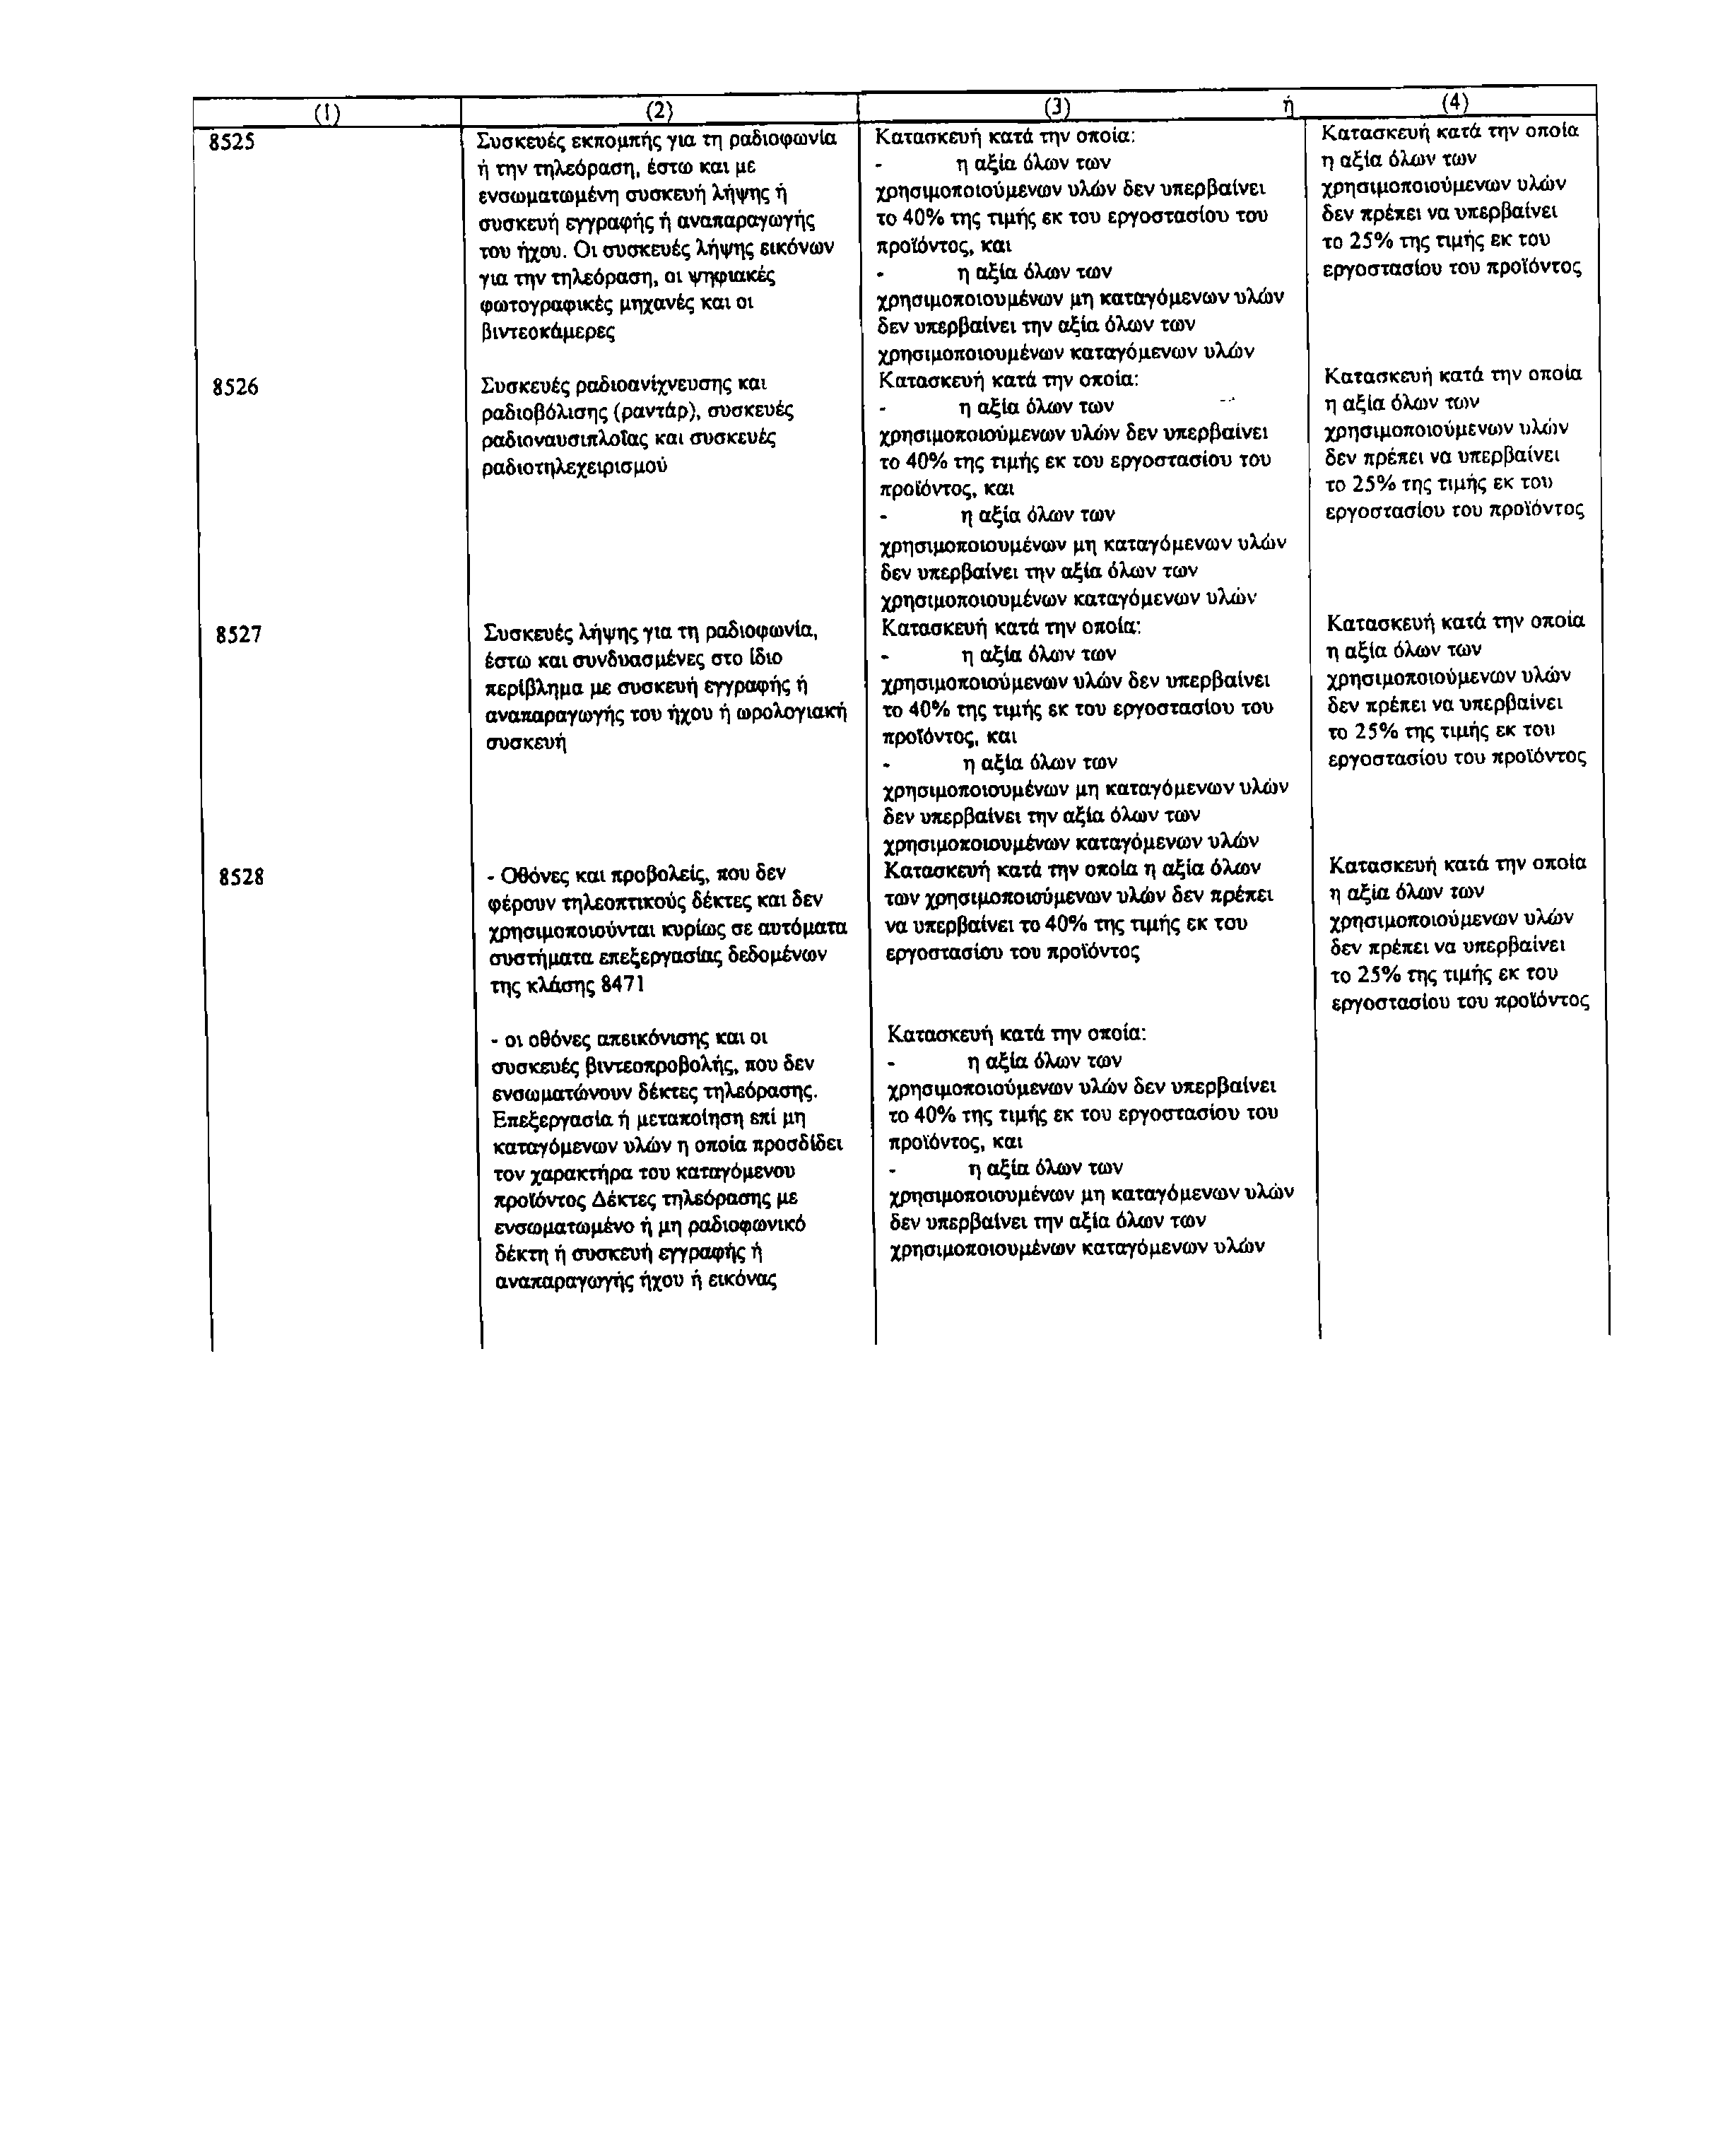 (1) (2) (3) ή (4)
8525
Συσκευές εκπομπής για τη ραδιοφωνία
ή την τηλεόραση, έστω και με
ενσωματωμένη συσκευή λήψης ή
συσκευή εγγραφής ή αναπαραγωγής
του ήχου. Οι συσκευές λήψης εικόνων
για την τηλεόραση, οι ψηφιακές
φωτογραφικές μηχανές και οι
βιντεοκάμερες
Κατασκευή κατά την οποία:
- η αξία όλων των
χρησιμοποιούμενων υλών δεν υπερβαίνει
το 40% της τιμής εκ του εργοστασίου του
προϊόντος, και
- η αξία όλων των
χρησιμοποιουμένων μη καταγόμενων υλών
δεν υπερβαίνει την αξία όλων των
χρησιμοποιουμένων καταγόμενων υλών
Κατασκευή κατά την οποία
η αξία όλων των
χρησιμοποιούμενων υλών
δεν πρέπει να υπερβαίνει
το 25% της τιμής εκ του
εργοστασίου του προϊόντος
8526
Συσκευές ραδιοανίχνευσης και
ραδιοβόλισης (ραντάρ), συσκευές
ραδιοναυσιπλοΐας και συσκευές
ραδιοτηλεχειρισμού
Κατασκευή κατά την οποία:
- η αξία όλων των
χρησιμοποιούμενων υλών δεν υπερβαίνει
το 40% της τιμής εκ του εργοστασίου του
προϊόντος, και
- η αξία όλων των
χρησιμοποιουμένων μη καταγόμενων υλών
δεν υπερβαίνει την αξία όλων των
χρησιμοποιουμένων καταγόμενων υλών
Κατασκευή κατά την οποία
η αξία όλων των
χρησιμοποιούμενων υλών
δεν πρέπει να υπερβαίνει
το 25% της τιμής εκ του
εργοστασίου του προϊόντος
8527
Συσκευές λήψης για τη ραδιοφωνία,
έστω και συνδυασμένες στο ίδιο
περίβλημα με συσκευή εγγραφής ή
αναπαραγωγής του ήχου ή ωρολογιακή
συσκευή
Κατασκευή κατά την οποία:
- η αξία όλων των
χρησιμοποιούμενων υλών δεν υπερβαίνει
το 40% της τιμής εκ του εργοστασίου του
προϊόντος, και
- η αξία όλων των
χρησιμοποιουμένων μη καταγόμενων υλών
δεν υπερβαίνει την αξία όλων των
χρησιμοποιουμένων καταγόμενων υλών
Κατασκευή κατά την οποία
η αξία όλων των
χρησιμοποιούμενων υλών
δεν πρέπει να υπερβαίνει
το 25% της τιμής εκ του
εργοστασίου του προϊόντος
8528
- Οθόνες και προβολείς, που δεν
φέρουν τηλεοπτικούς δέκτες και δεν
χρησιμοποιούνται κυρίως σε αυτόματα
συστήματα επεξεργασίας δεδομένων
της κλάσης 8471
Κατασκευή κατά την οποία η αξία όλων
των χρησιμοποιούμενων υλών δεν πρέπει
να υπερβαίνει το 40% της τιμής εκ του
εργοστασίου του προϊόντος
Κατασκευή κατά την οποία
η αξία όλων των
χρησιμοποιούμενων υλών
δεν πρέπει να υπερβαίνει
το 25% της τιμής εκ του
εργοστασίου του προϊόντος
- οι οθόνες απεικόνισης και οι
συσκευές βιντεοπροβολής, που δεν
ενσωματώνουν δέκτες τηλεόρασης.
Επεξεργασία ή μεταποίηση επί μη
καταγόμενων υλών η οποία προσδίδει
τον χαρακτήρα του καταγόμενου
προϊόντος Δέκτες τηλεόρασης με
ενσωματωμένο ή μη ραδιοφωνικό
δέκτη ή συσκευή εγγραφής ή
αναπαραγωγής ήχου ή εικόνας
Κατασκευή κατά την οποία:
- η αξία όλων των
χρησιμοποιούμενων υλών δεν υπερβαίνει
το 40% της τιμής εκ του εργοστασίου του
προϊόντος, και
- η αξία όλων των
χρησιμοποιουμένων μη καταγόμενων υλών
δεν υπερβαίνει την αξία όλων των
χρησιμοποιουμένων καταγόμενων υλών